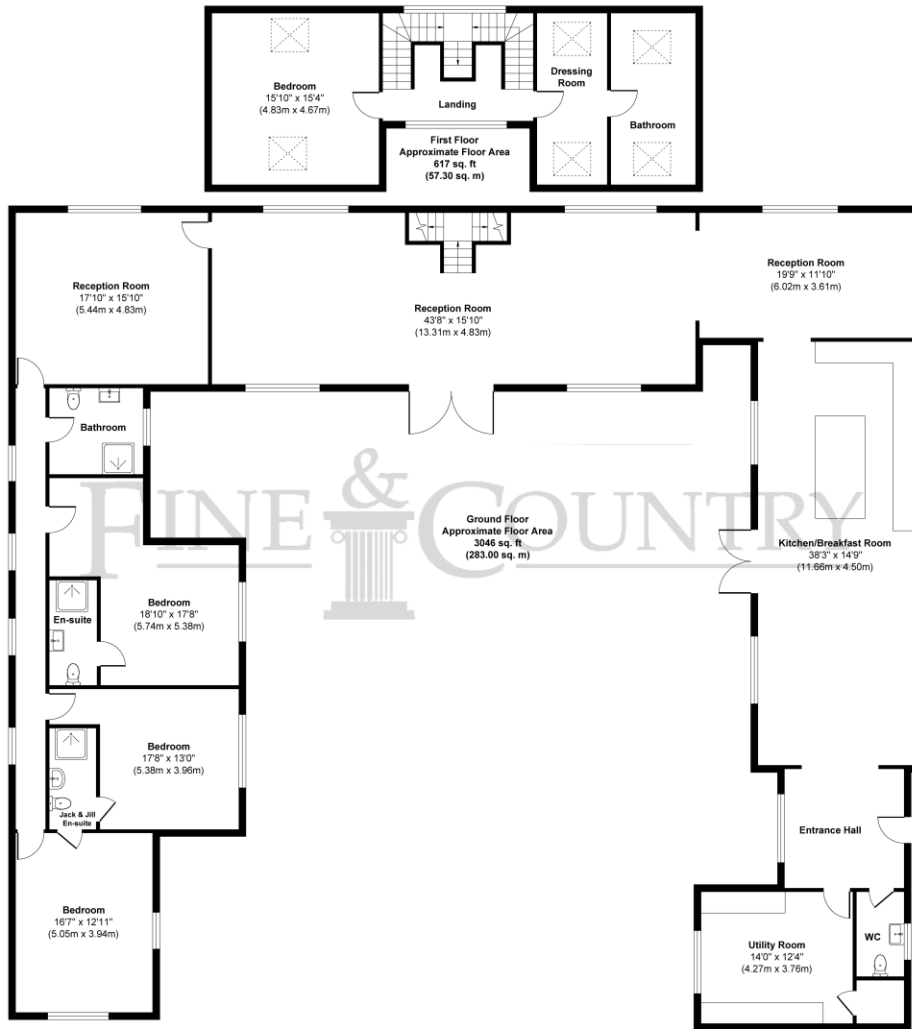 Bedroom
15'10" x 15'4"
(4.83m x 4.67m)
Landing
Dressing
Room
Bathroom
First Floor
Approximate Floor Area
617 sq. ft
(57.30 sq. m)
Reception Room
17'10" x 15'10"
(5.44m x 4.83m)
Reception Room
43'8" x 15'10"
(13.31m x 4.83m)
Reception Room
19'9" x 11'10"
(6.02m x 3.61m)
Bathroom
FINE & COUNTRY
Ground Floor
Approximate Floor Area
3046 sq. ft
(283.00 sq. m)
Kitchen/Breakfast Room
38'3" x 14'9"
(11.66m x 4.50m)
Bedroom
18'10" x 17'8"
(5.74m x 5.38m)
En-suite
Bedroom
17'8" x 13'0"
(5.38m x 3.96m)
Jack & Jill
En-suite
Entrance Hall
Bedroom
16'7" x 12'11"
(5.05m x 3.94m)
Utility Room
14'0" x 12'4"
(4.27m x 3.76m)
WC